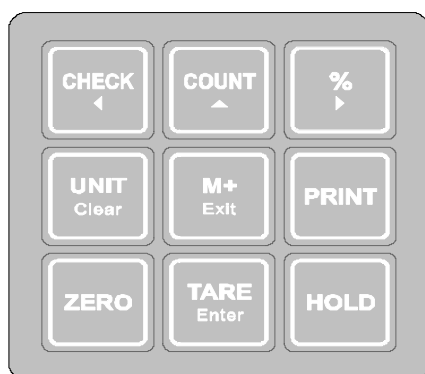 CHECK COUNT %
UNIT M+ PRINT
Clear Exit
ZERO TARE HOLD
Enter